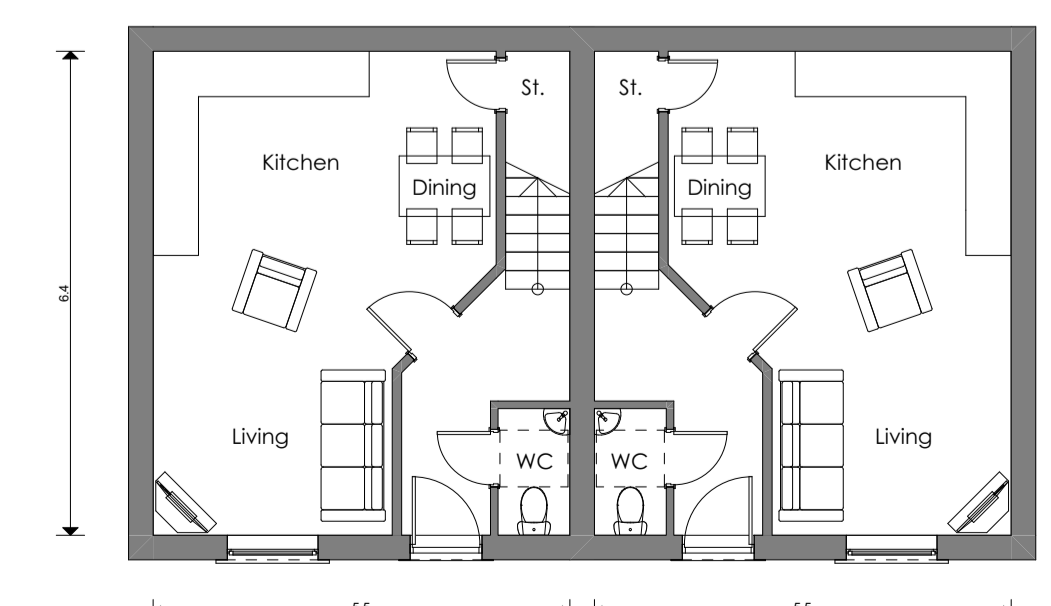 St. St.
Kitchen Kitchen
Dining Dining
6.4
Living Living
WC WC